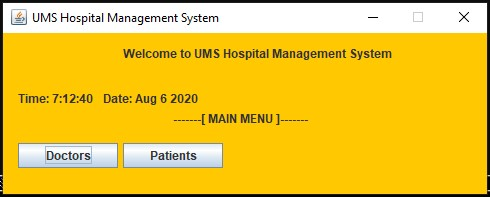 UMS Hospital Management System
Welcome to UMS Hospital Management System
Time: 7:12:40 Date: Aug 6 2020
-------[ MAIN MENU ]-------
Doctors Patients